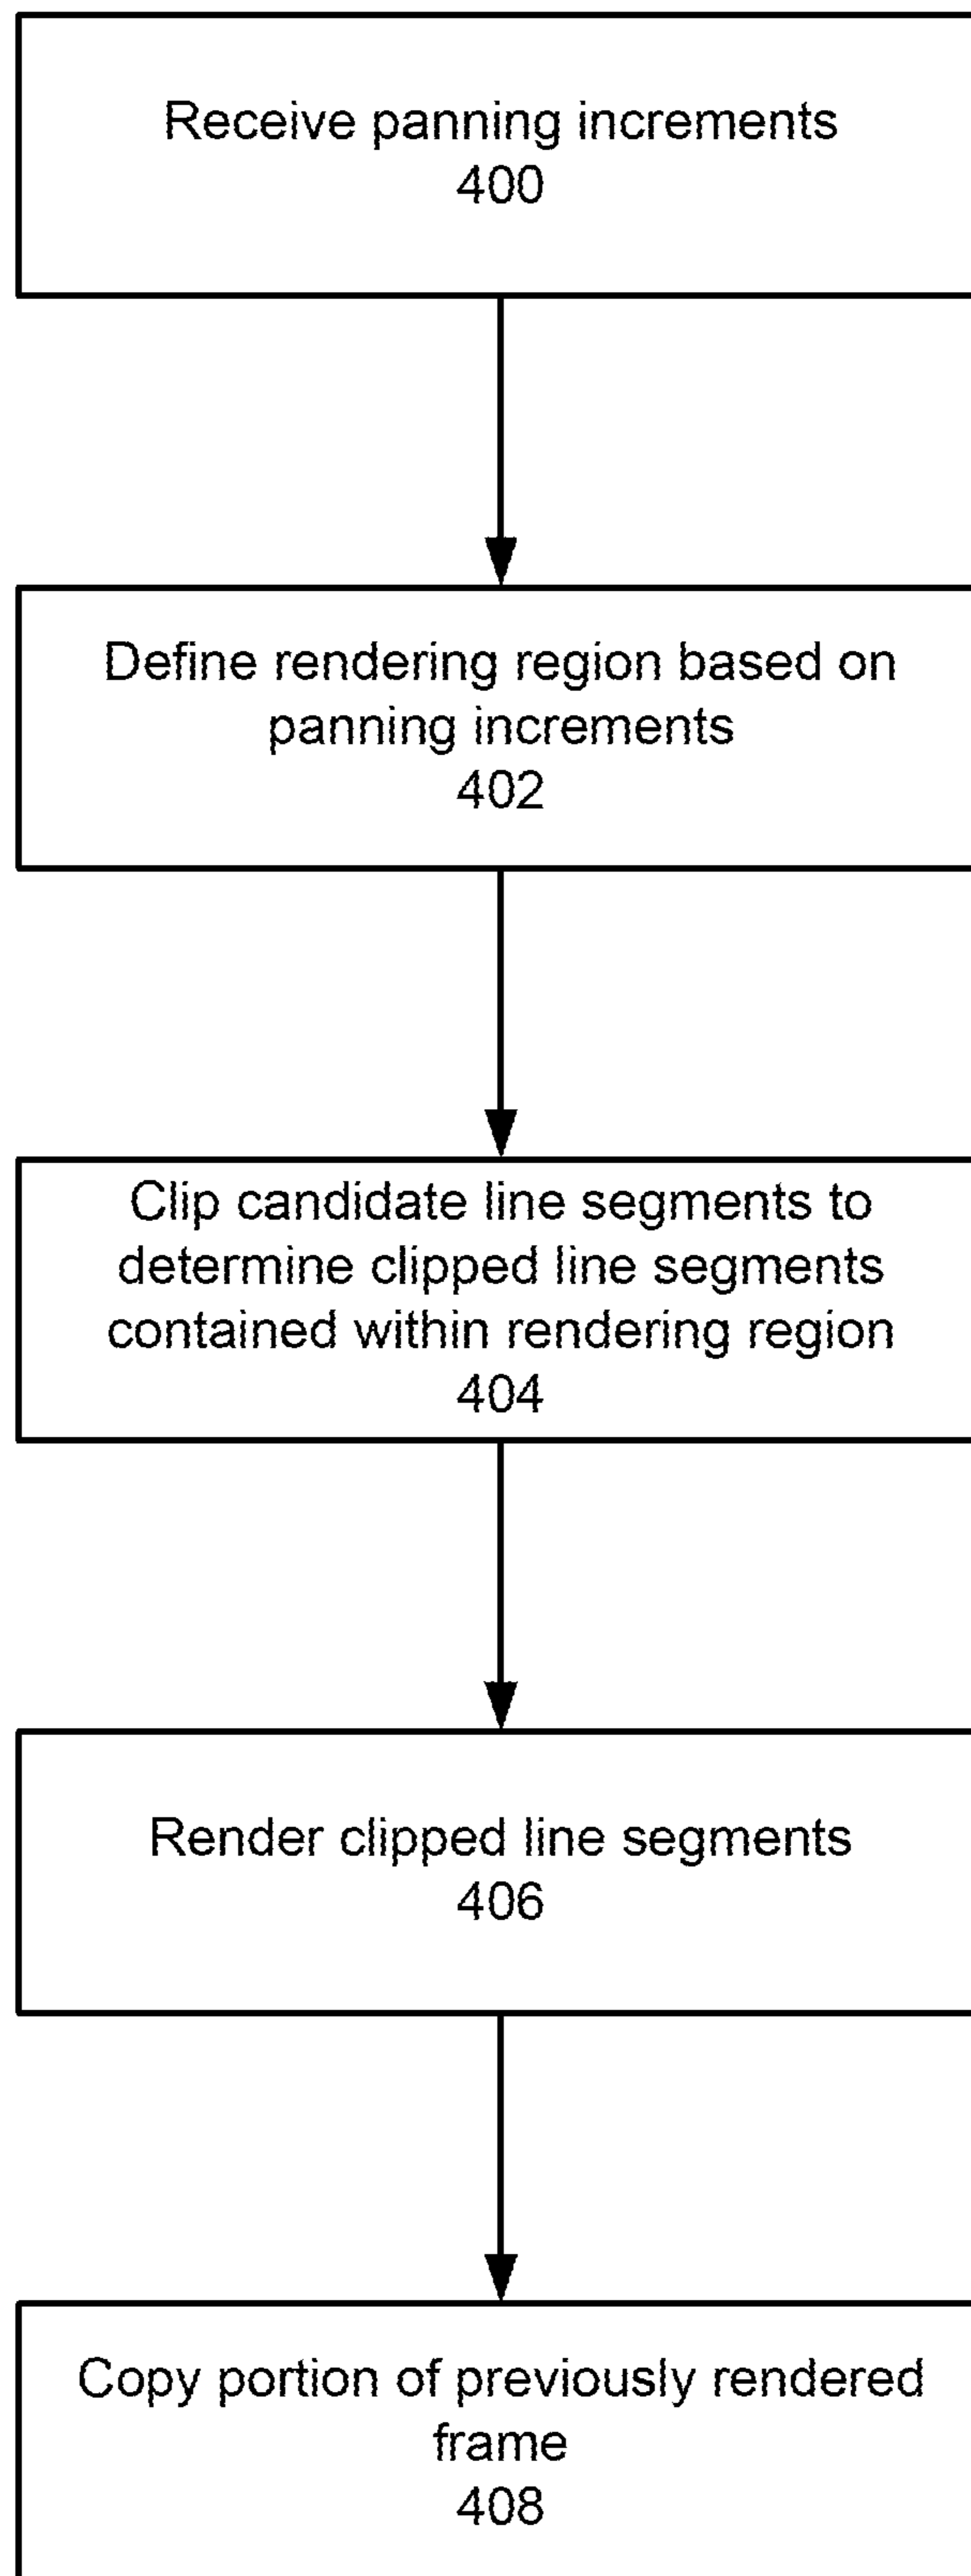 Receive panning increments
400
Define rendering region based on
panning increments
402
Clip candidate line segments to
determine clipped line segments
contained within rendering region
404
Render clipped line segments
406
Copy portion of previously rendered
frame
408